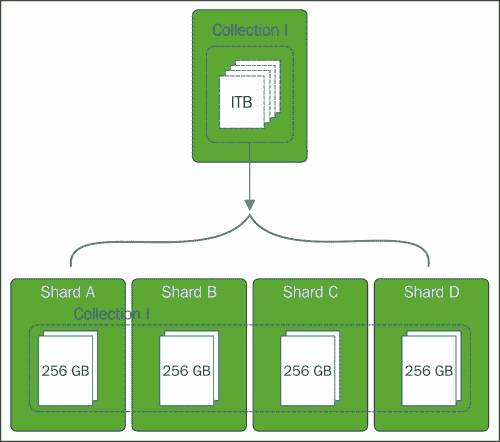 Collection I
ITB
Shard A
Shard B
Shard C
Shard D
Collection I
256 GB
256 GB
256 GB
256 GB